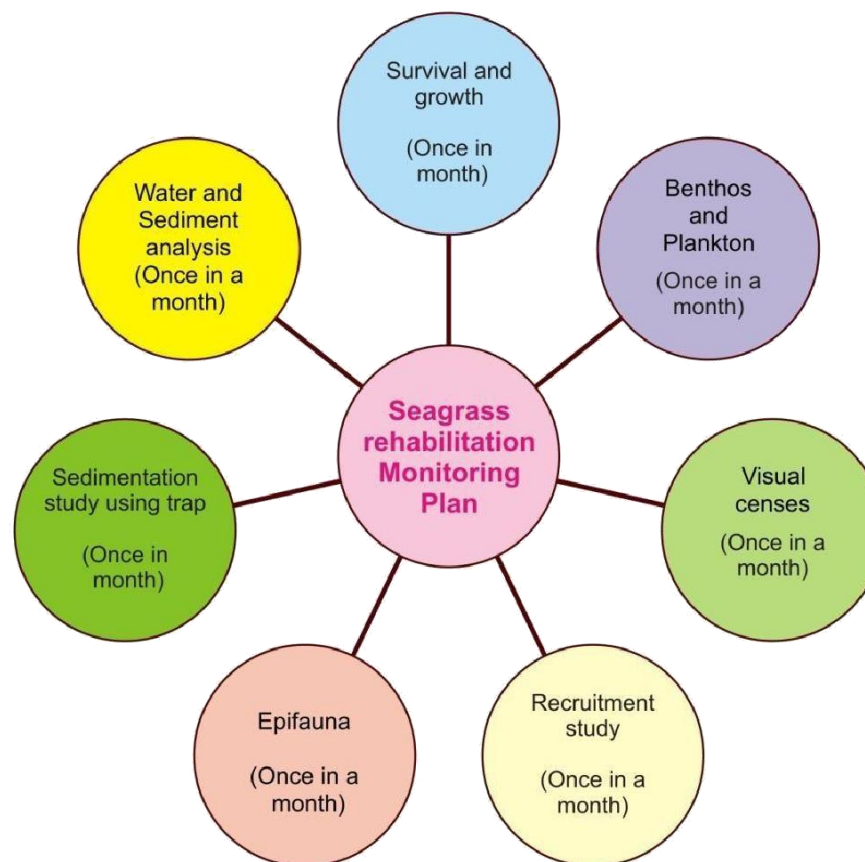 Survival and
growth
(Once in
month)
Benthos
and
Plankton
(Once in a
month)
Visual
censes
(Once in a
month)
Recruitment
study
(Once in a
month)
Epifauna
(Once in a
month)
Sedimentation
study using trap
(Once in
month)
Water and
Sediment
analysis
(Once in a
month)
Seagrass
rehabilitation
Monitoring
Plan